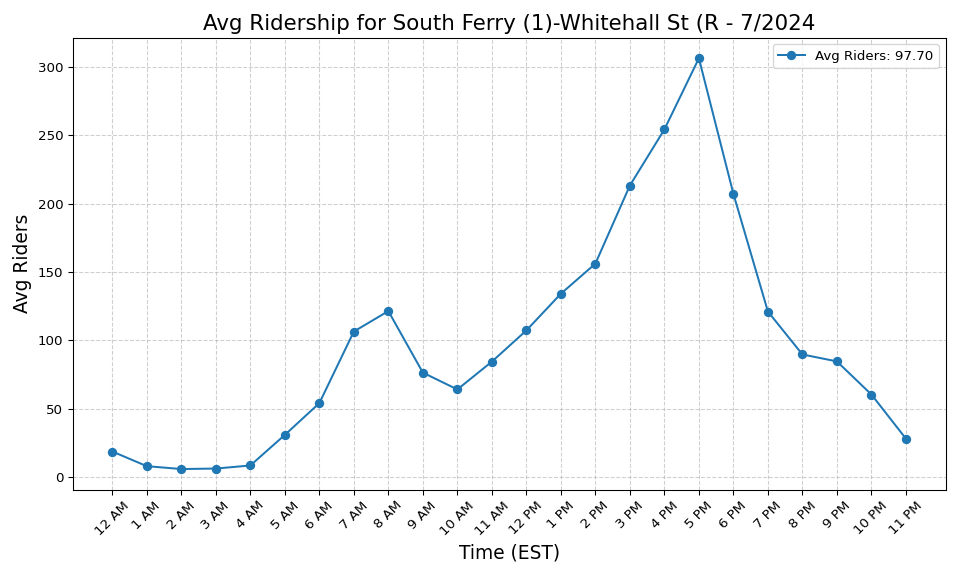 Avg Ridership for South Ferry (1)-Whitehall St (R - 7/2024
Avg Riders: 97.70
Avg Riders
300
250
200
150
100
50
0
12 AM
1 AM
2 AM
3 AM
4 AM
5 AM
6 AM
7 AM
8 AM
9 AM
10 AM
11 AM
12 PM
1 PM
2 PM
3 PM
4 PM
5 PM
6 PM
7 PM
8 PM
9 PM
10 PM
11 PM
Time (EST)